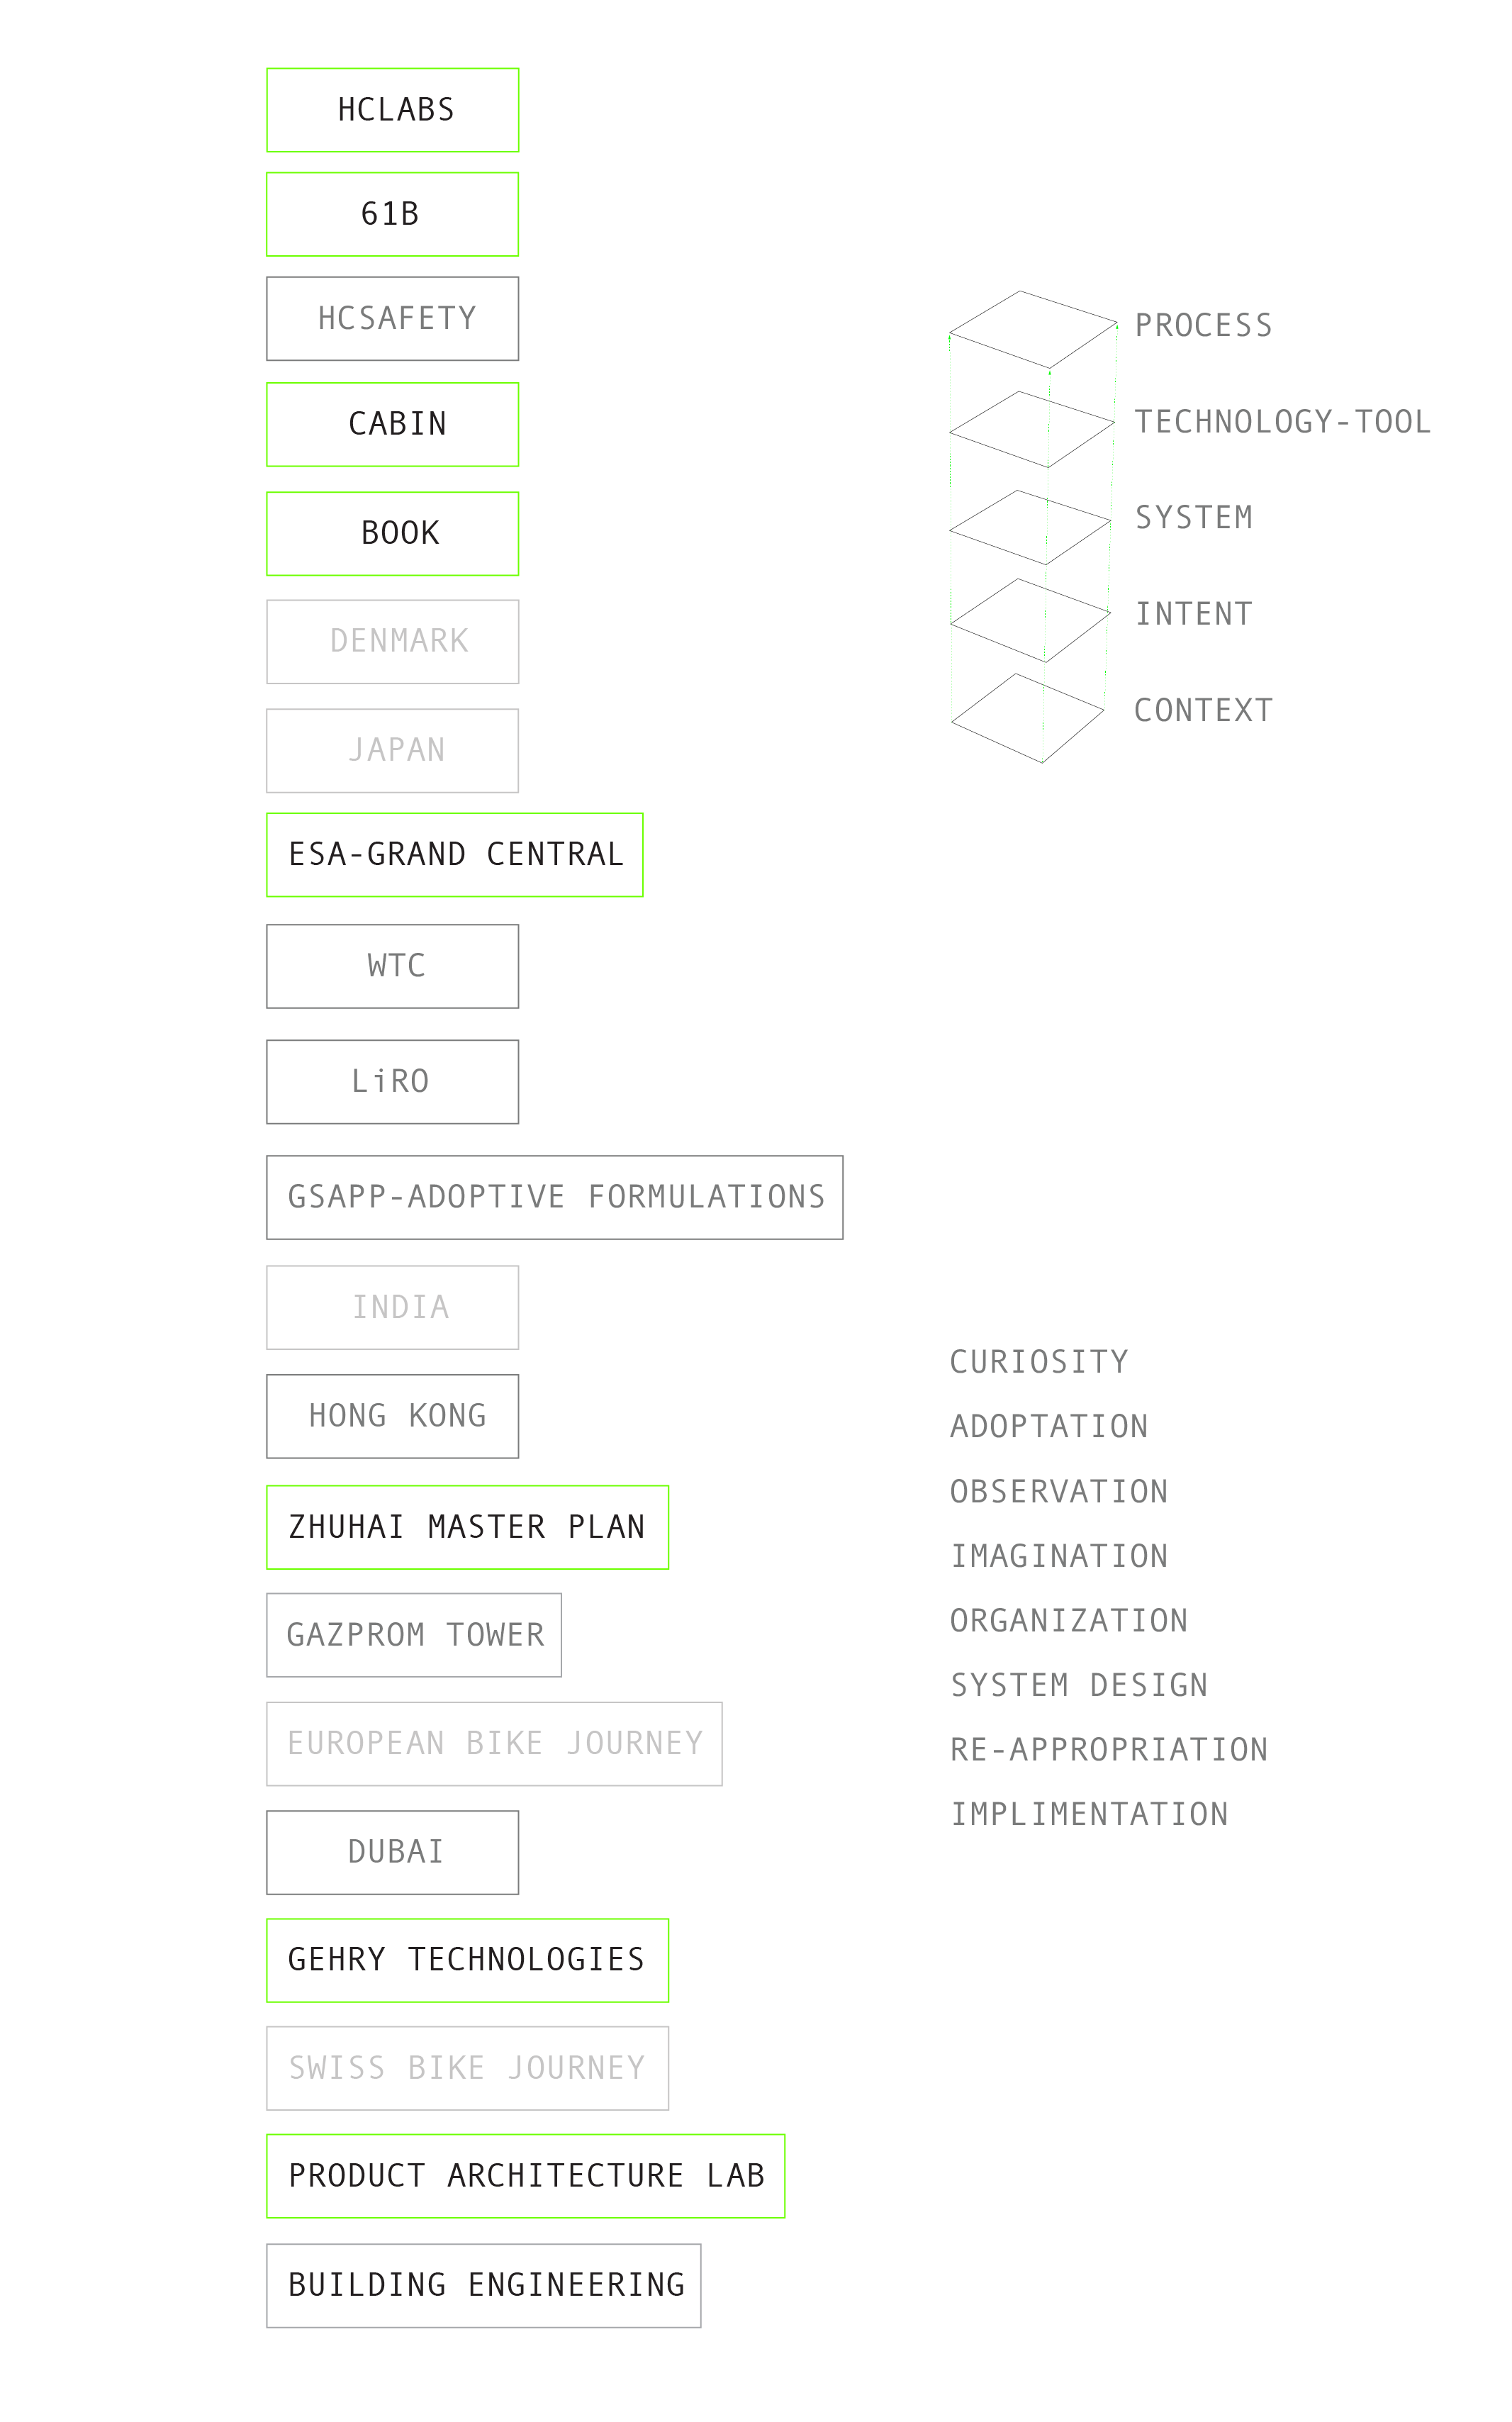 HCLABS
61B
HCSAFETY
CABIN
BOOK
DENMARK
JAPAN
ESA-GRAND CENTRAL
WTC
LiRO
GSAPP-ADOPTIVE FORMULATIONS
INDIA
HONG KONG
ZHUHAI MASTER PLAN
GAZPROM TOWER
EUROPEAN BIKE JOURNEY
DUBAI
GEHRY TECHNOLOGIES
SWISS BIKE JOURNEY
PRODUCT ARCHITECTURE LAB
BUILDING ENGINEERING
PROCESS
TECHNOLOGY-TOOL
SYSTEM
INTENT
CONTEXT
CURIOSITY
ADOPTATION
OBSERVATION
IMAGINATION
ORGANIZATION
SYSTEM DESIGN
RE-APPROPRIATION
IMPLIMENTATION